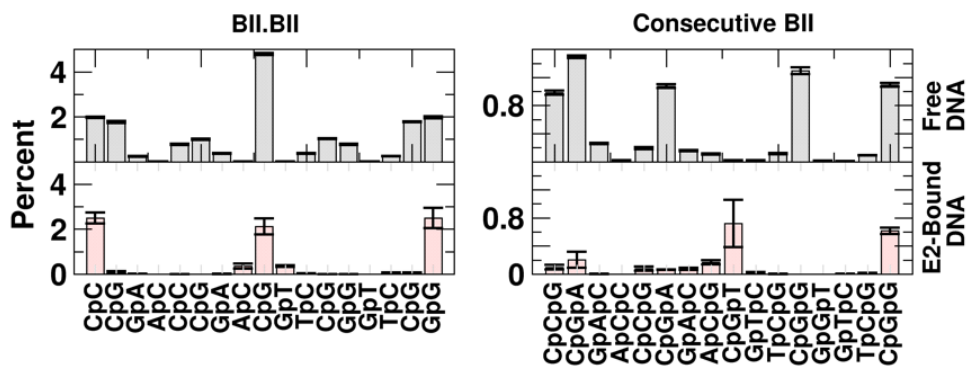 BII.BII
Consecutive BII
Percent
4
2
4
2
0
0.8
0.8
0
Free
DNA
E2-Bound
DNA
CpC
CpG
GpA
ApC
CpC
CpG
GpA
ApC
CpG
GpT
TpC
CpG
GpG
GpT
TpC
CpG
GpG
CpCpG
CpGpA
GpApC
ApCpC
CpCpG
CpGpA
GpApC
ApCpG
CpGpT
GpTpC
TpCpG
CpGpG
GpGpT
GpTpC
TpCpG
CpGpG